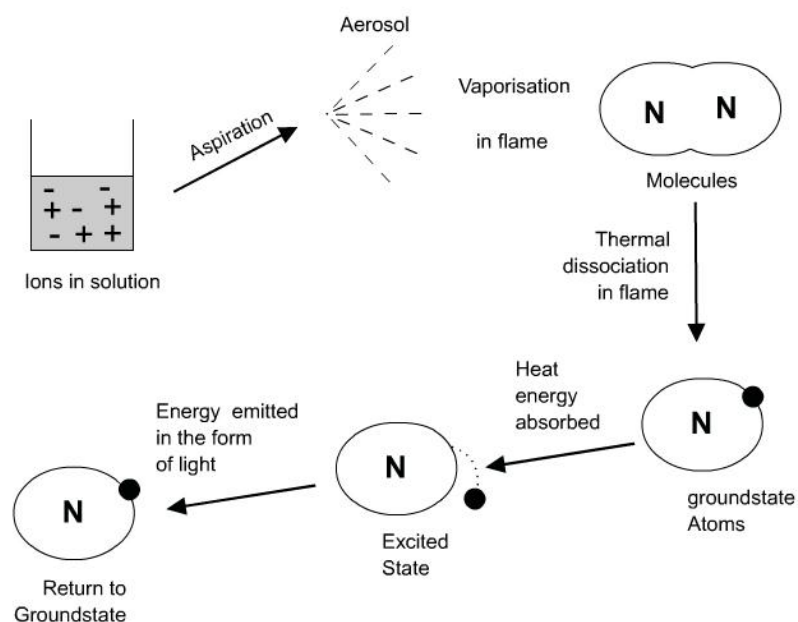 Aerosol
Aspiration
Vaporisation
in flame
N N
Molecules
- -
+ - +
- + +
Ions in solution
Thermal
dissociation
in flame
N
groundstate
Atoms
Heat
energy
absorbed
N
Excited
State
Energy emitted
in the form
of light
N
Return to
Groundstate